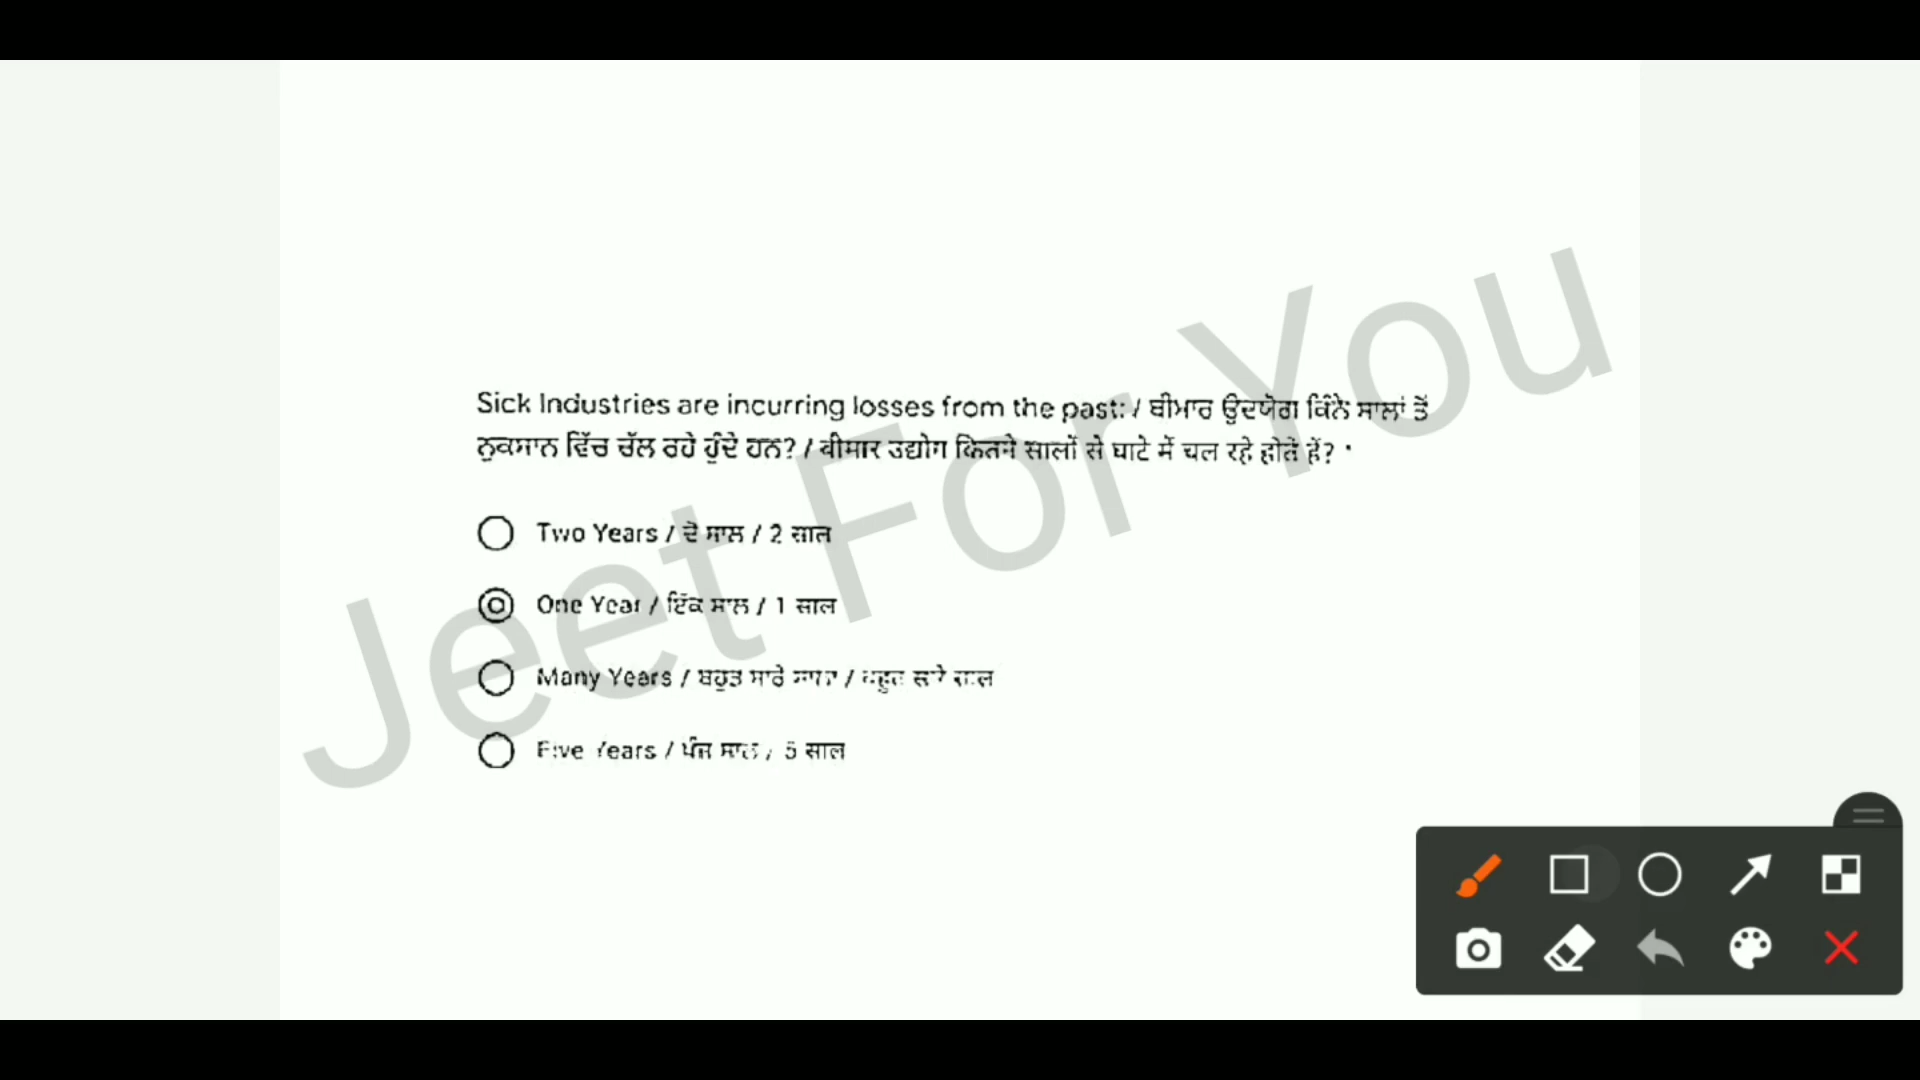 Sick Industries are incurring losses from the past: / ਬੀਮਾਰ ਉਦਯੋਗ ਕਿੰਨੇ ਸਾਲਾਂ ਤੋਂ
ਨੁਕਸਾਨ ਵਿੱਚ ਚੱਲ ਰਹੇ ਹੁੰਦੇ ਹਨ? / बीमार उद्योग कितने सालों से घाटे में चल रहे होते हैं?
Two Years / ਦੋ ਸਾਲ / 2 साल
One Year / ਇੱਕ ਸਾਲ / 1 साल
Many Years / ਬਹੁਤ ਸਾਰੇ ਸਾਲ / बहुत सारे साल
Five Years / ਪੰਜ ਸਾਲ / 5 साल
Jeet For You